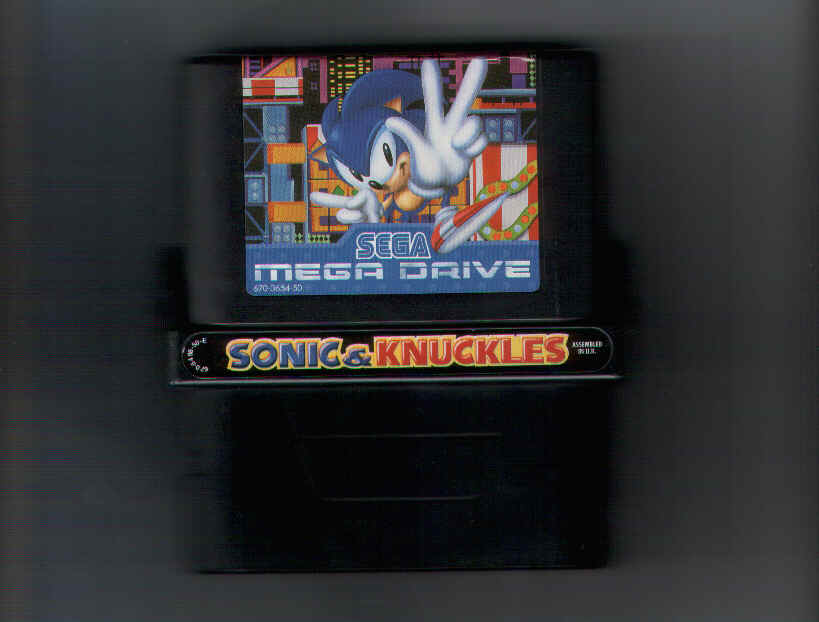 SEGA
MEGA DRIVE
670-3654-50
SONIC & KNUCKLES
ASSEMBLED
IN U.K.